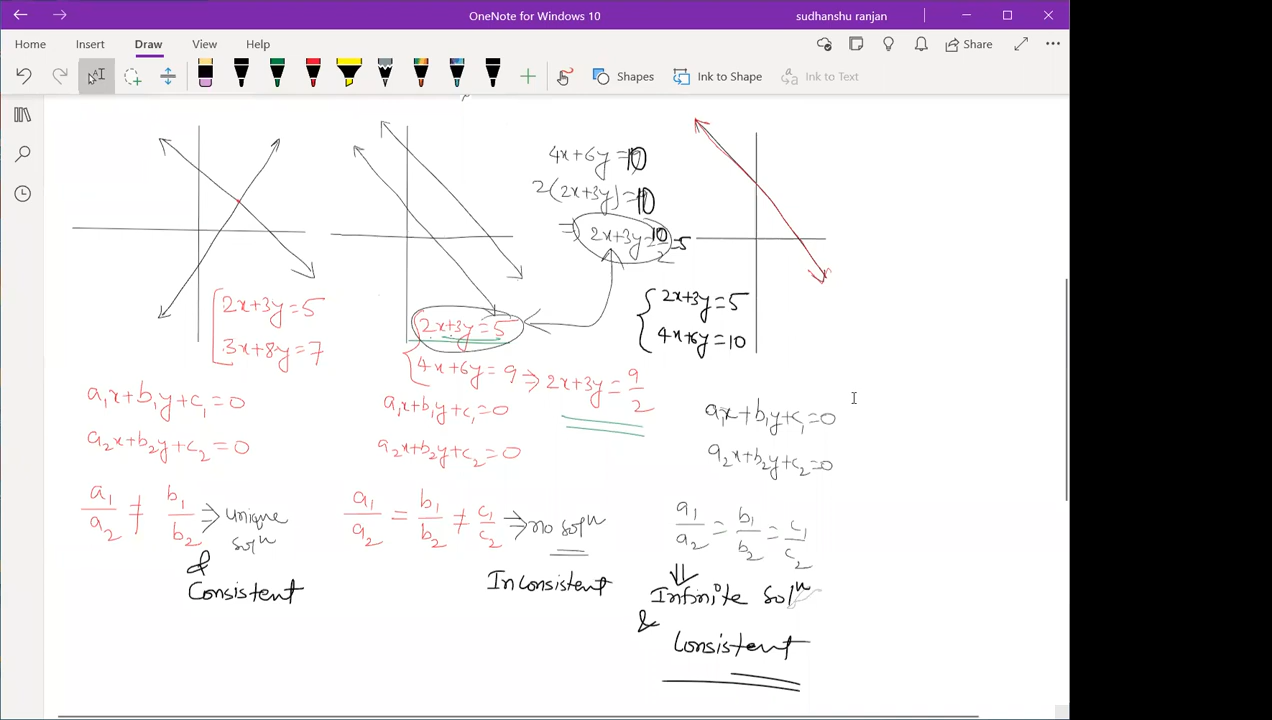 OneNote for Windows 10
sudhanshu ranjan
Home Insert Draw View Help
Share
Shapes
Ink to Shape
Ink to Text
2x+3y=5
3x+8y=7
a₁x+b₁y+c₁=0
a₂x+b₂y+c₂=0
a₁/a₂ ≠ b₁/b₂ ⇒ unique
solⁿ
&
Consistent
4x+6y=10
2(2x+3y)=10
⇒ 2x+3y=10/2=5
2x+3y=5
4x+6y=9 ⇒ 2x+3y=9/2
a₁x+b₁y+c₁=0
a₂x+b₂y+c₂=0
a₁/a₂ = b₁/b₂ ≠ c₁/c₂ ⇒ no solⁿ
Inconsistent
2x+3y=5
4x+6y=10
a₁x+b₁y+c₁=0
a₂x+b₂y+c₂=0
a₁/a₂ = b₁/b₂ = c₁/c₂
⇓
Infinite solⁿ
&
Consistent